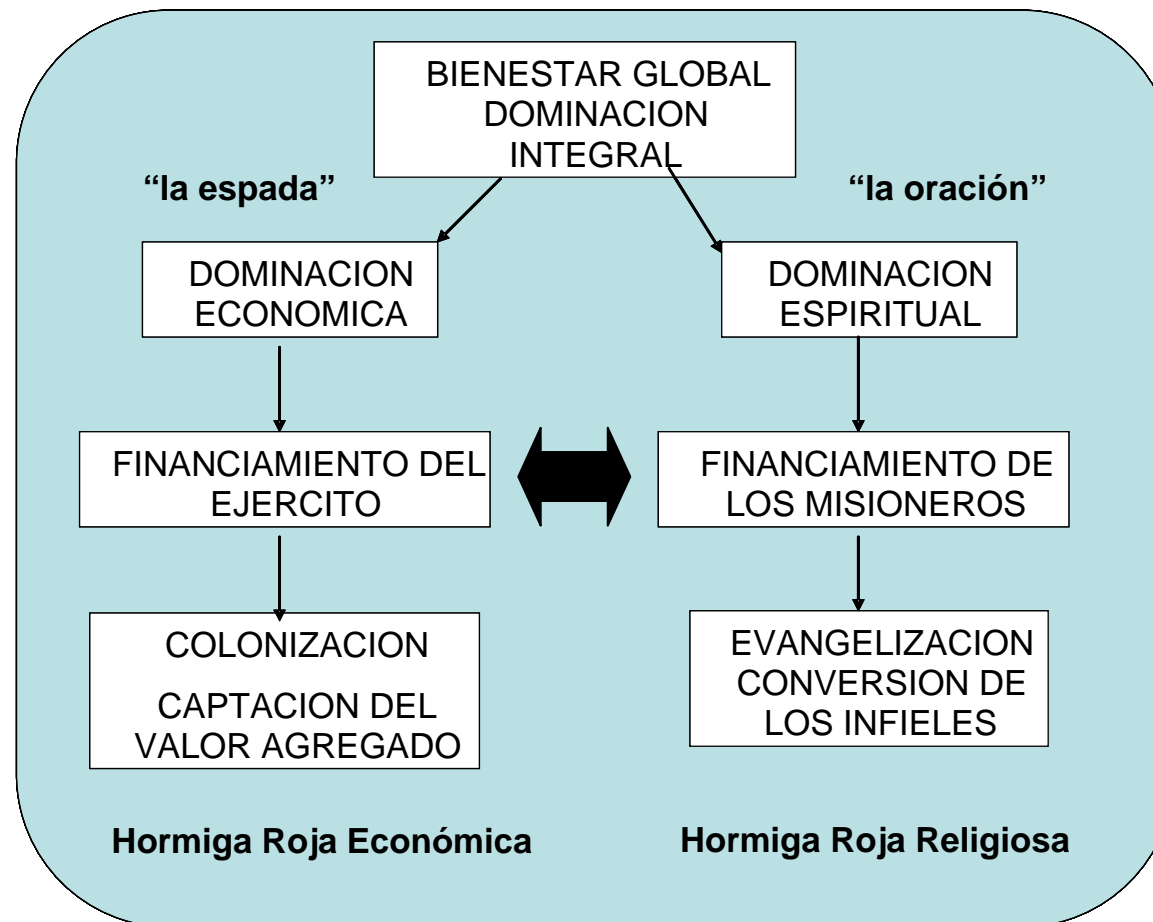 BIENESTAR GLOBAL
DOMINACION
INTEGRAL
“la espada”
“la oración”
DOMINACION
ECONOMICA
DOMINACION
ESPIRITUAL
FINANCIAMIENTO DEL
EJERCITO
FINANCIAMIENTO DE
LOS MISIONEROS
COLONIZACION
CAPTACION DEL
VALOR AGREGADO
EVANGELIZACION
CONVERSION DE
LOS INFIELES
Hormiga Roja Económica
Hormiga Roja Religiosa